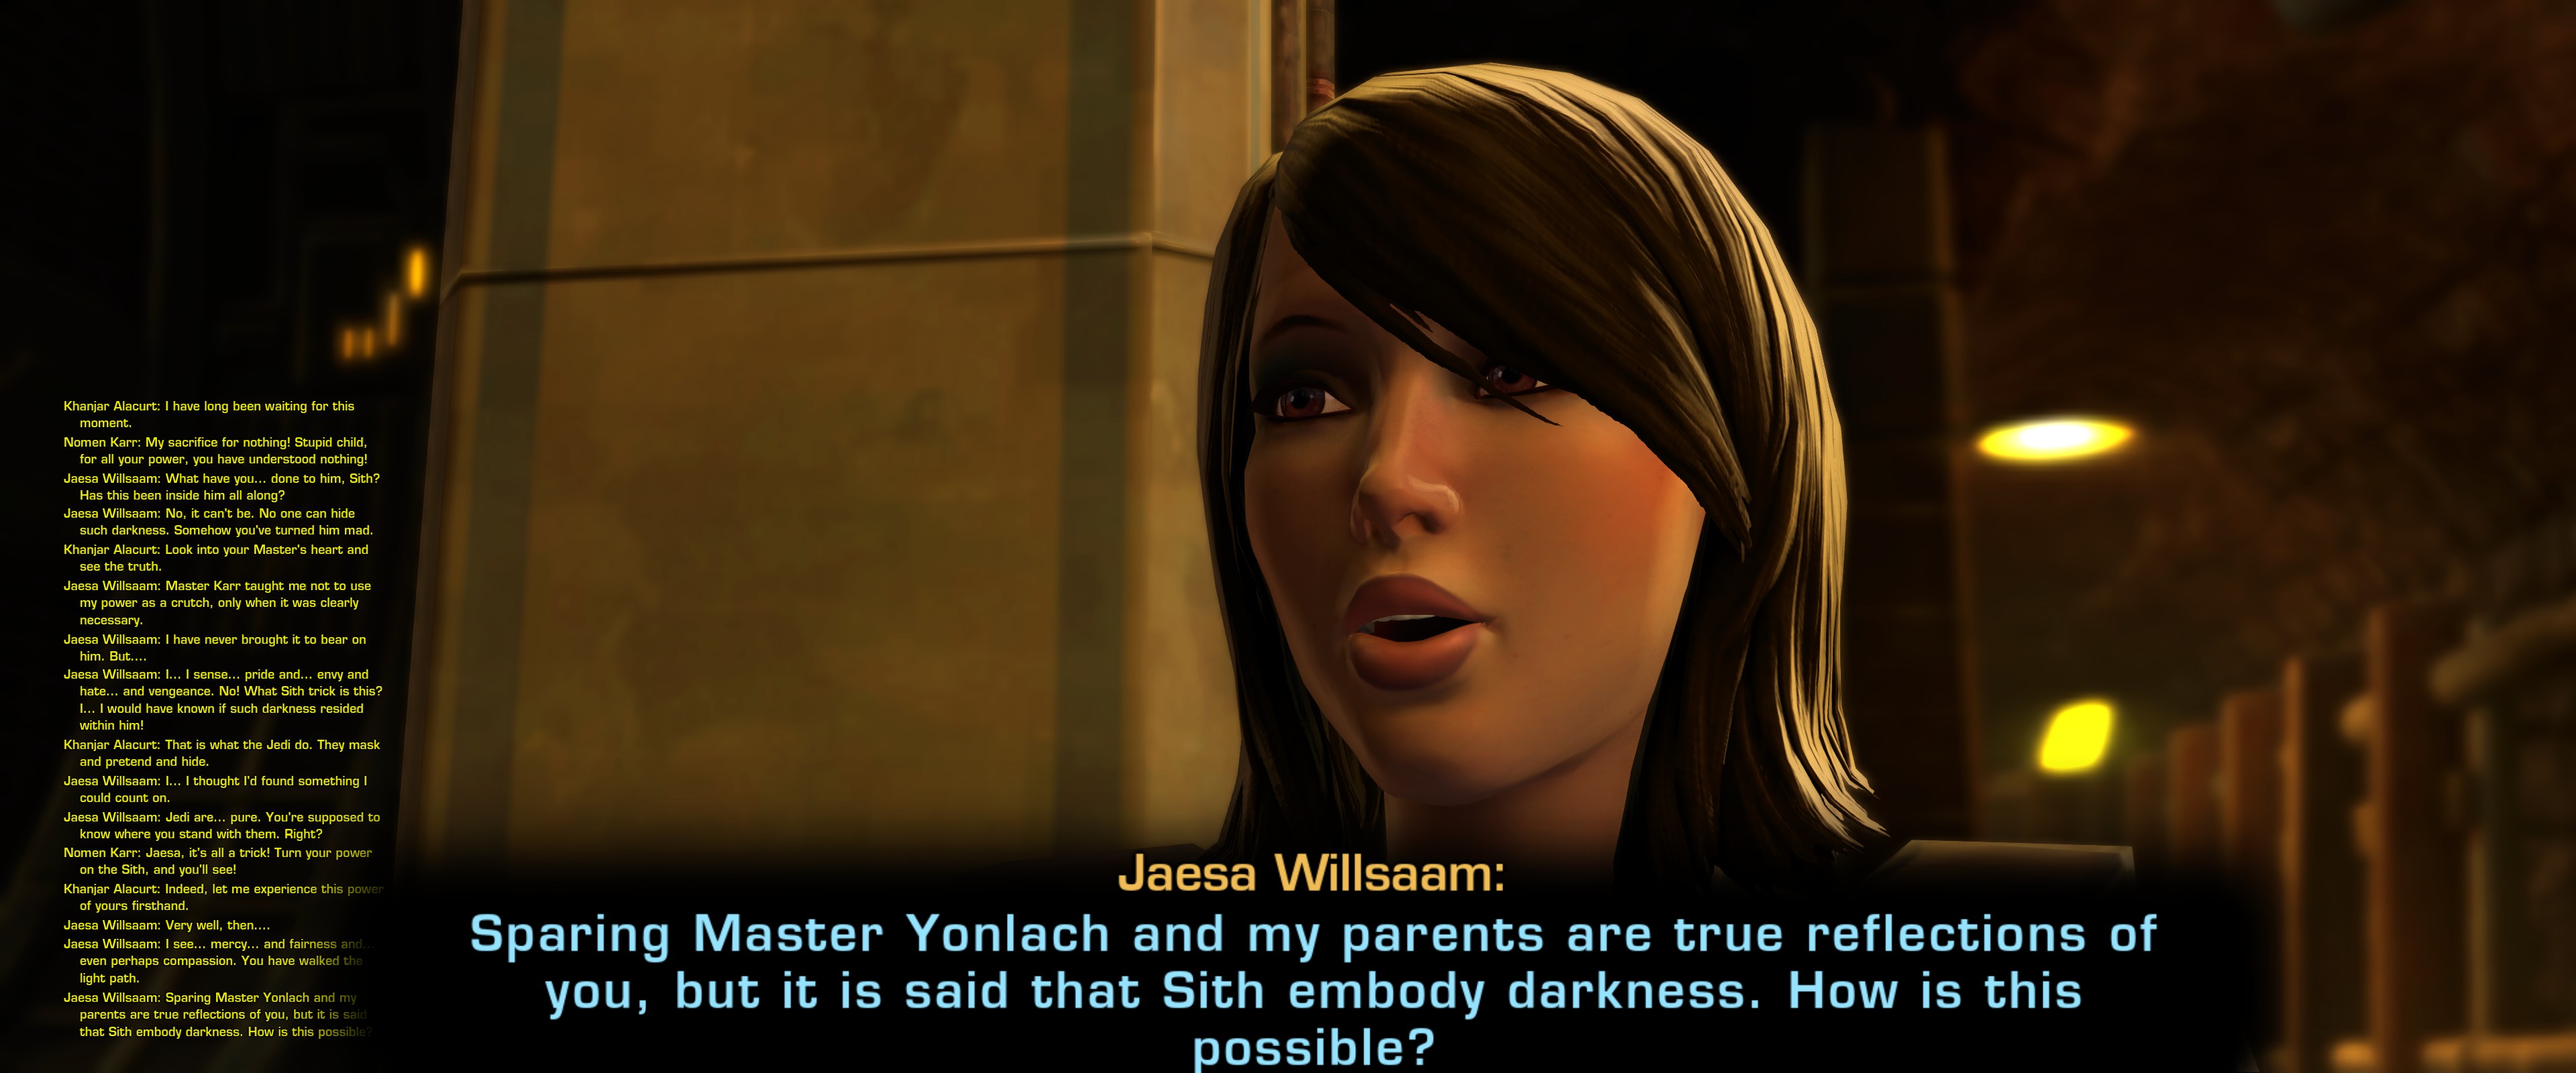 Khanjar Alacurt: I have long been waiting for this
moment.
Nomen Karr: My sacrifice for nothing! Stupid child,
for all your power, you have understood nothing!
Jaesa Willsaam: What have you... done to him, Sith?
Has this been inside him all along?
Jaesa Willsaam: No, it can't be. No one can hide
such darkness. Somehow you've turned him mad.
Khanjar Alacurt: Look into your Master's heart and
see the truth.
Jaesa Willsaam: Master Karr taught me not to use
my power as a crutch, only when it was clearly
necessary.
Jaesa Willsaam: I have never brought it to bear on
him. But....
Jaesa Willsaam: I... I sense... pride and... envy and
hate... and vengeance. No! What Sith trick is this?
I... I would have known if such darkness resided
within him!
Khanjar Alacurt: That is what the Jedi do. They mask
and pretend and hide.
Jaesa Willsaam: I... I thought I'd found something I
could count on.
Jaesa Willsaam: Jedi are... pure. You're supposed to
know where you stand with them. Right?
Nomen Karr: Jaesa, it's all a trick! Turn your power
on the Sith, and you'll see!
Khanjar Alacurt: Indeed, let me experience this power
of yours firsthand.
Jaesa Willsaam: Very well, then....
Jaesa Willsaam: I see... mercy... and fairness and...
even perhaps compassion. You have walked the
light path.
Jaesa Willsaam: Sparing Master Yonlach and my
parents are true reflections of you, but it is said
that Sith embody darkness. How is this possible?
Jaesa Willsaam:
Sparing Master Yonlach and my parents are true reflections of
you, but it is said that Sith embody darkness. How is this
possible?